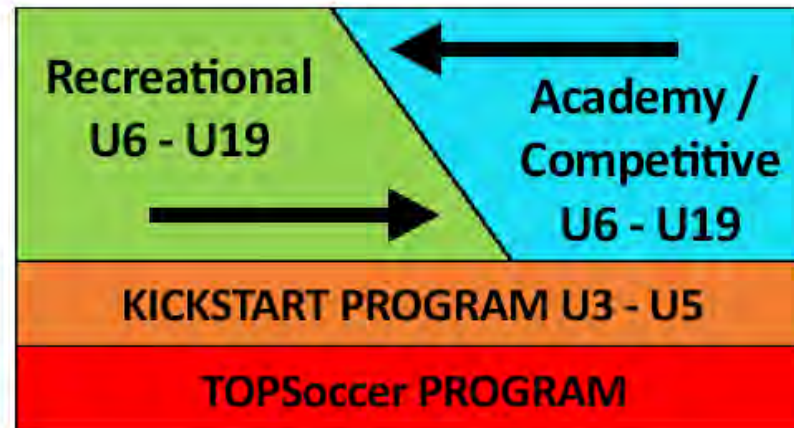 Recreational
U6 - U19
Academy /
Competitive
U6 - U19
KICKSTART PROGRAM U3 - U5
TOPSoccer PROGRAM